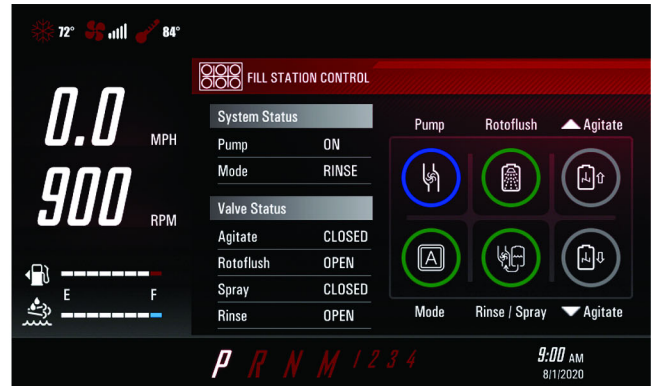 72° 84°
FILL STATION CONTROL
0.0 MPH
900 RPM
E F
System Status
Pump ON
Mode RINSE
Valve Status
Agitate CLOSED
Rotoflush OPEN
Spray CLOSED
Rinse OPEN
Pump Rotoflush Agitate
A
Mode Rinse / Spray Agitate
P R N M 1 2 3 4
9:00 AM
8/1/2020